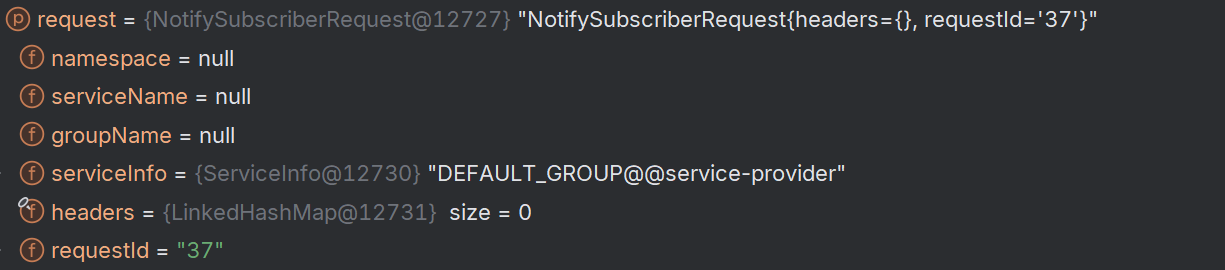 p request = {NotifySubscriberRequest@12727} "NotifySubscriberRequest{headers={}, requestId='37'}"
f namespace = null
f serviceName = null
f groupName = null
f serviceInfo = {ServiceInfo@12730} "DEFAULT_GROUP@@service-provider"
f headers = {LinkedHashMap@12731} size = 0
f requestId = "37"